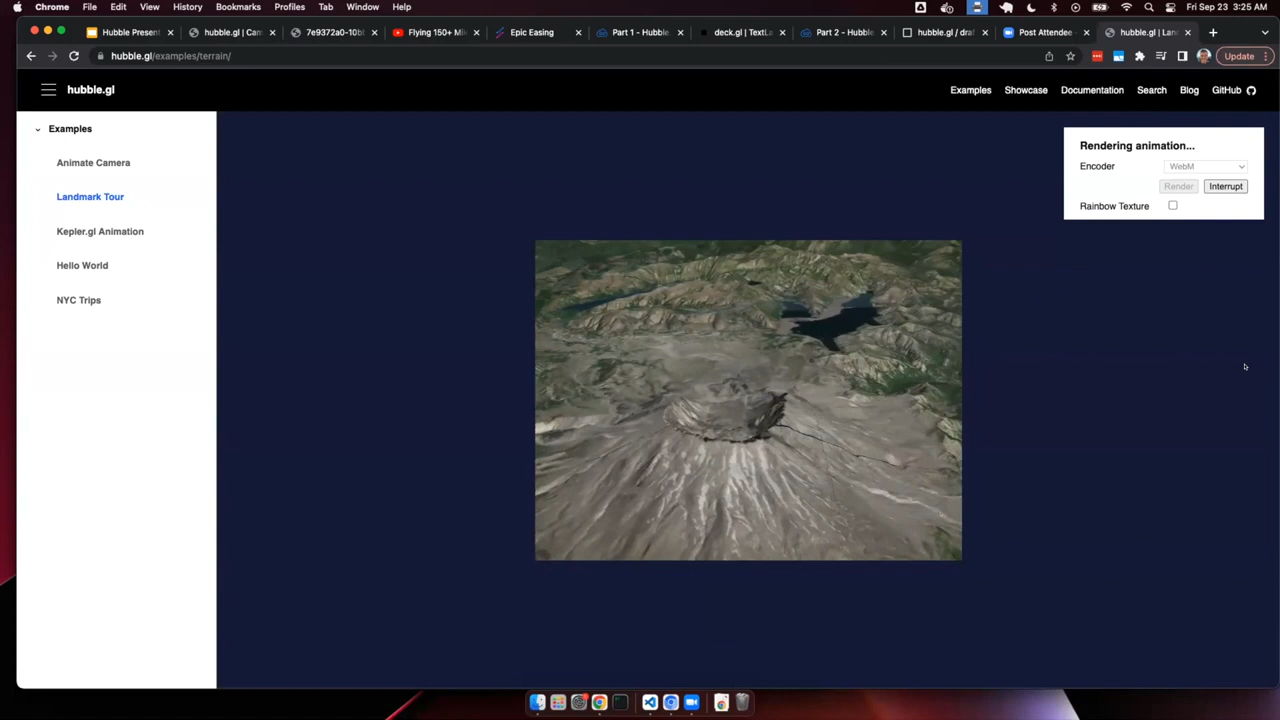 Chrome File Edit View History Bookmarks Profiles Tab Window Help Fri Sep 23 3:25 AM
Hubble Present hubble.gl | Cam 7e9372a0-10b Flying 150+ Mi Epic Easing Part 1 - Hubble deck.gl | TextLa Part 2 - Hubble hubble.gl / draf Post Attendee hubble.gl | Lan
hubble.gl/examples/terrain/ Update
hubble.gl Examples Showcase Documentation Search Blog GitHub
Examples
Animate Camera
Landmark Tour
Kepler.gl Animation
Hello World
NYC Trips
Rendering animation...
Encoder WebM
Render Interrupt
Rainbow Texture